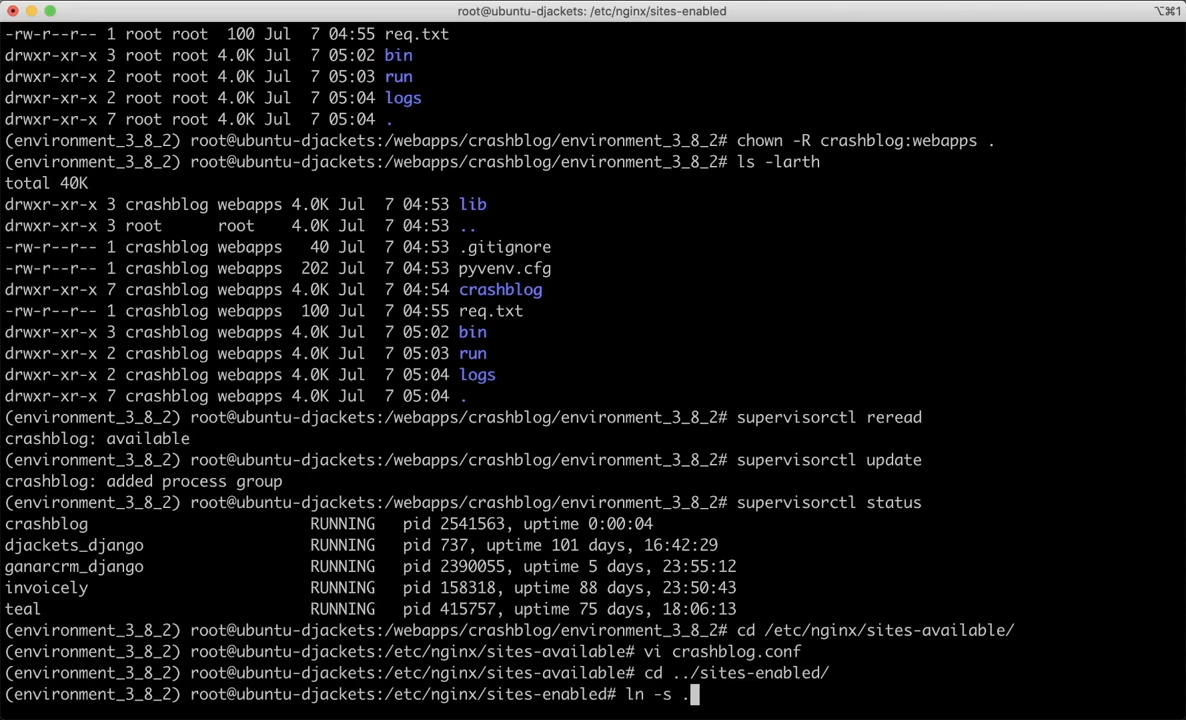 root@ubuntu-djackets: /etc/nginx/sites-enabled
⌥⌘1
-rw-r--r-- 1 root root  100 Jul  7 04:55 req.txt
drwxr-xr-x 3 root root 4.0K Jul  7 05:02 bin
drwxr-xr-x 2 root root 4.0K Jul  7 05:03 run
drwxr-xr-x 2 root root 4.0K Jul  7 05:04 logs
drwxr-xr-x 7 root root 4.0K Jul  7 05:04 .
(environment_3_8_2) root@ubuntu-djackets:/webapps/crashblog/environment_3_8_2# chown -R crashblog:webapps .
(environment_3_8_2) root@ubuntu-djackets:/webapps/crashblog/environment_3_8_2# ls -larth
total 40K
drwxr-xr-x 3 crashblog webapps 4.0K Jul  7 04:53 lib
drwxr-xr-x 3 root      root    4.0K Jul  7 04:53 ..
-rw-r--r-- 1 crashblog webapps   40 Jul  7 04:53 .gitignore
-rw-r--r-- 1 crashblog webapps  202 Jul  7 04:53 pyvenv.cfg
drwxr-xr-x 7 crashblog webapps 4.0K Jul  7 04:54 crashblog
-rw-r--r-- 1 crashblog webapps  100 Jul  7 04:55 req.txt
drwxr-xr-x 3 crashblog webapps 4.0K Jul  7 05:02 bin
drwxr-xr-x 2 crashblog webapps 4.0K Jul  7 05:03 run
drwxr-xr-x 2 crashblog webapps 4.0K Jul  7 05:04 logs
drwxr-xr-x 7 crashblog webapps 4.0K Jul  7 05:04 .
(environment_3_8_2) root@ubuntu-djackets:/webapps/crashblog/environment_3_8_2# supervisorctl reread
crashblog: available
(environment_3_8_2) root@ubuntu-djackets:/webapps/crashblog/environment_3_8_2# supervisorctl update
crashblog: added process group
(environment_3_8_2) root@ubuntu-djackets:/webapps/crashblog/environment_3_8_2# supervisorctl status
crashblog                        RUNNING   pid 2541563, uptime 0:00:04
djackets_django                  RUNNING   pid 737, uptime 101 days, 16:42:29
ganarcrm_django                  RUNNING   pid 2390055, uptime 5 days, 23:55:12
invoicely                        RUNNING   pid 158318, uptime 88 days, 23:50:43
teal                             RUNNING   pid 415757, uptime 75 days, 18:06:13
(environment_3_8_2) root@ubuntu-djackets:/webapps/crashblog/environment_3_8_2# cd /etc/nginx/sites-available/
(environment_3_8_2) root@ubuntu-djackets:/etc/nginx/sites-available# vi crashblog.conf
(environment_3_8_2) root@ubuntu-djackets:/etc/nginx/sites-available# cd ../sites-enabled/
(environment_3_8_2) root@ubuntu-djackets:/etc/nginx/sites-enabled# ln -s .